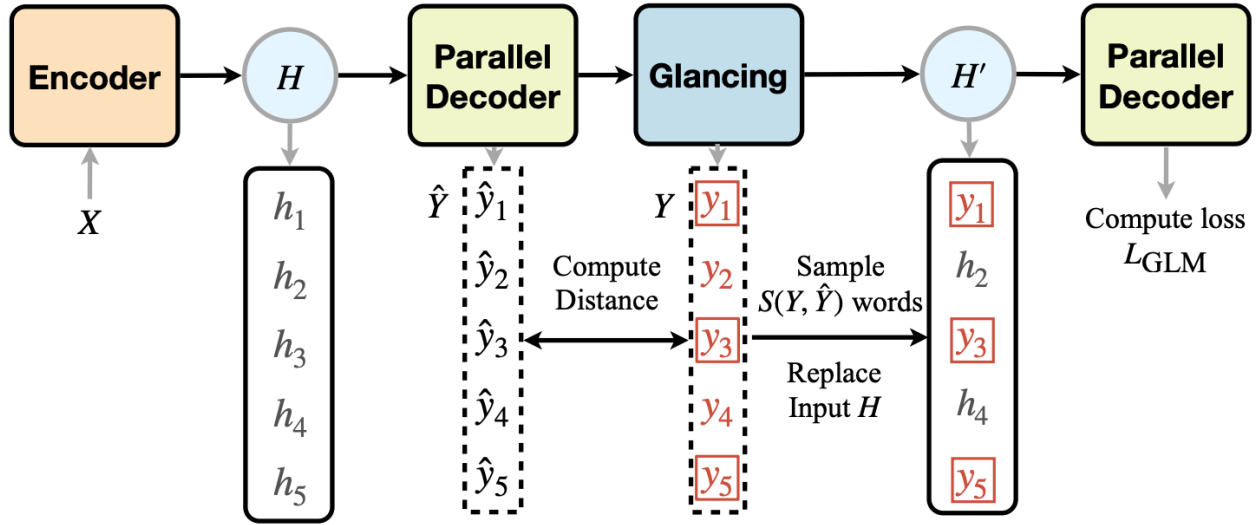 Encoder
H
Parallel
Decoder
Glancing
H′
Parallel
Decoder
X
h₁
h₂
h₃
h₄
h₅
Ŷ
ŷ₁
ŷ₂
ŷ₃
ŷ₄
ŷ₅
Compute
Distance
Y
y₁
y₂
y₃
y₄
y₅
Sample
S(Y, Ŷ) words
Replace
Input H
y₁
h₂
y₃
h₄
y₅
Compute loss
L_GLM